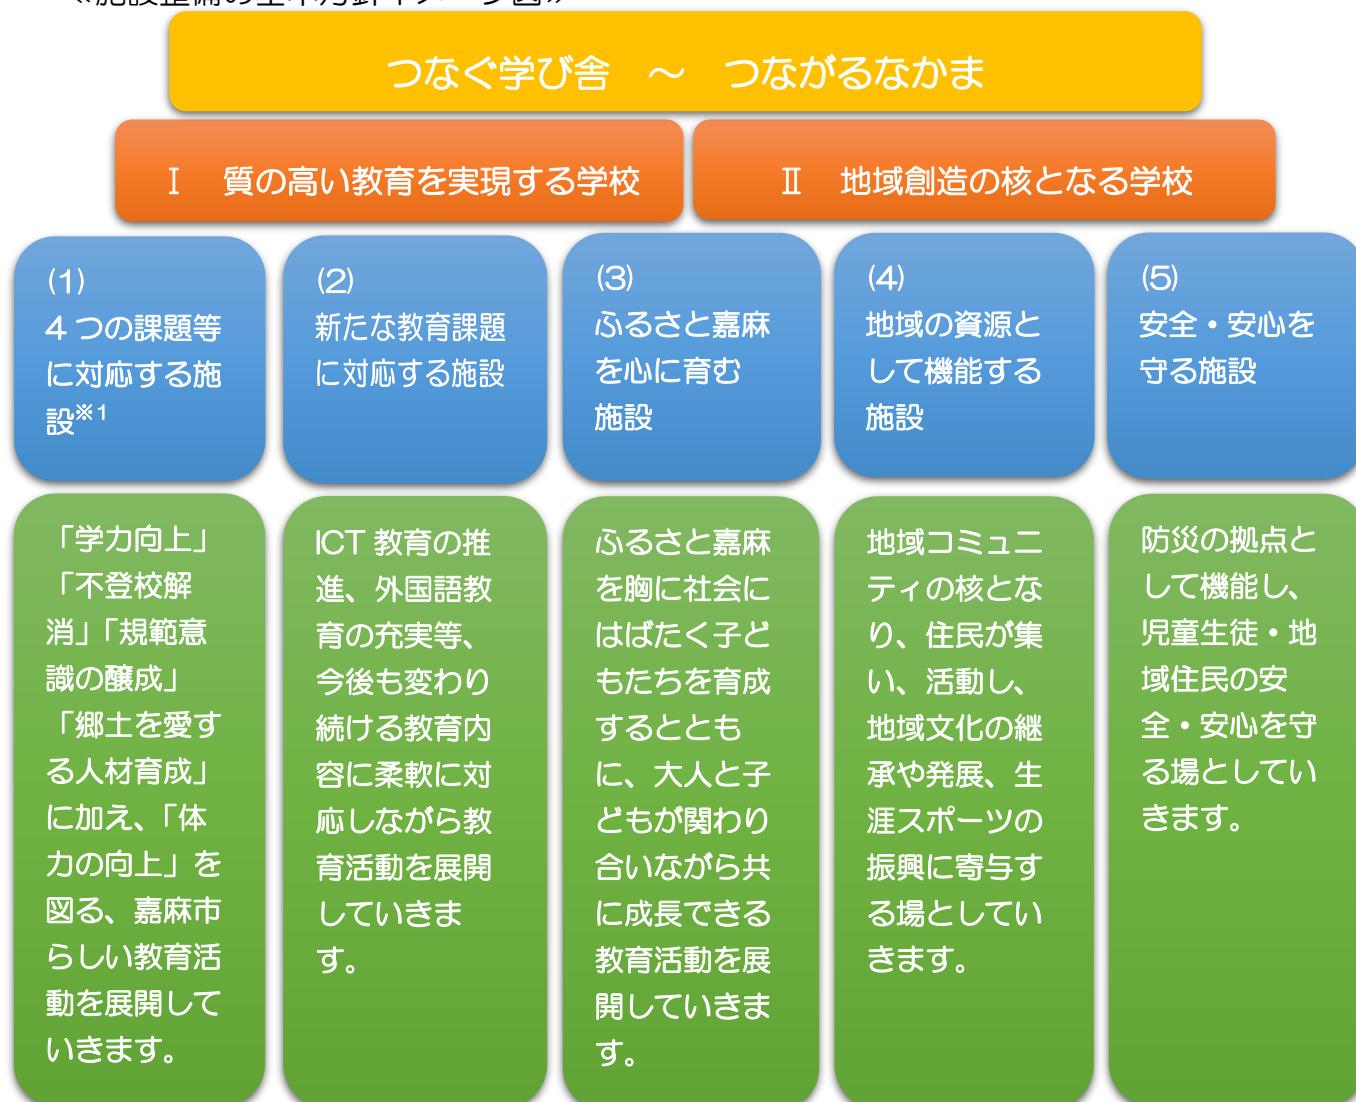 ≪施設整備の基本方針イメージ図≫
つなぐ学び舎　～　つながるなかま
Ⅰ　質の高い教育を実現する学校
Ⅱ　地域創造の核となる学校
(1)
4 つの課題等
に対応する施
設※1
(2)
新たな教育課題
に対応する施設
(3)
ふるさと嘉麻
を心に育む
施設
(4)
地域の資源と
して機能する
施設
(5)
安全・安心を
守る施設
「学力向上」
「不登校解
消」「規範意
識の醸成」
「郷土を愛す
る人材育成」
に加え、「体
力の向上」を
図る、嘉麻市
らしい教育活
動を展開して
いきます。
ICT 教育の推
進、外国語教
育の充実等、
今後も変わり
続ける教育内
容に柔軟に対
応しながら教
育活動を展開
していきま
す。
ふるさと嘉麻
を胸に社会に
はばたく子ど
もたちを育成
するととも
に、大人と子
どもが関わり
合いながら共
に成長できる
教育活動を展
開していきま
す。
地域コミュニ
ティの核とな
り、住民が集
い、活動し、
地域文化の継
承や発展、生
涯スポーツの
振興に寄与す
る場としてい
きます。
防災の拠点と
して機能し、
児童生徒・地
域住民の安
全・安心を守
る場としてい
きます。